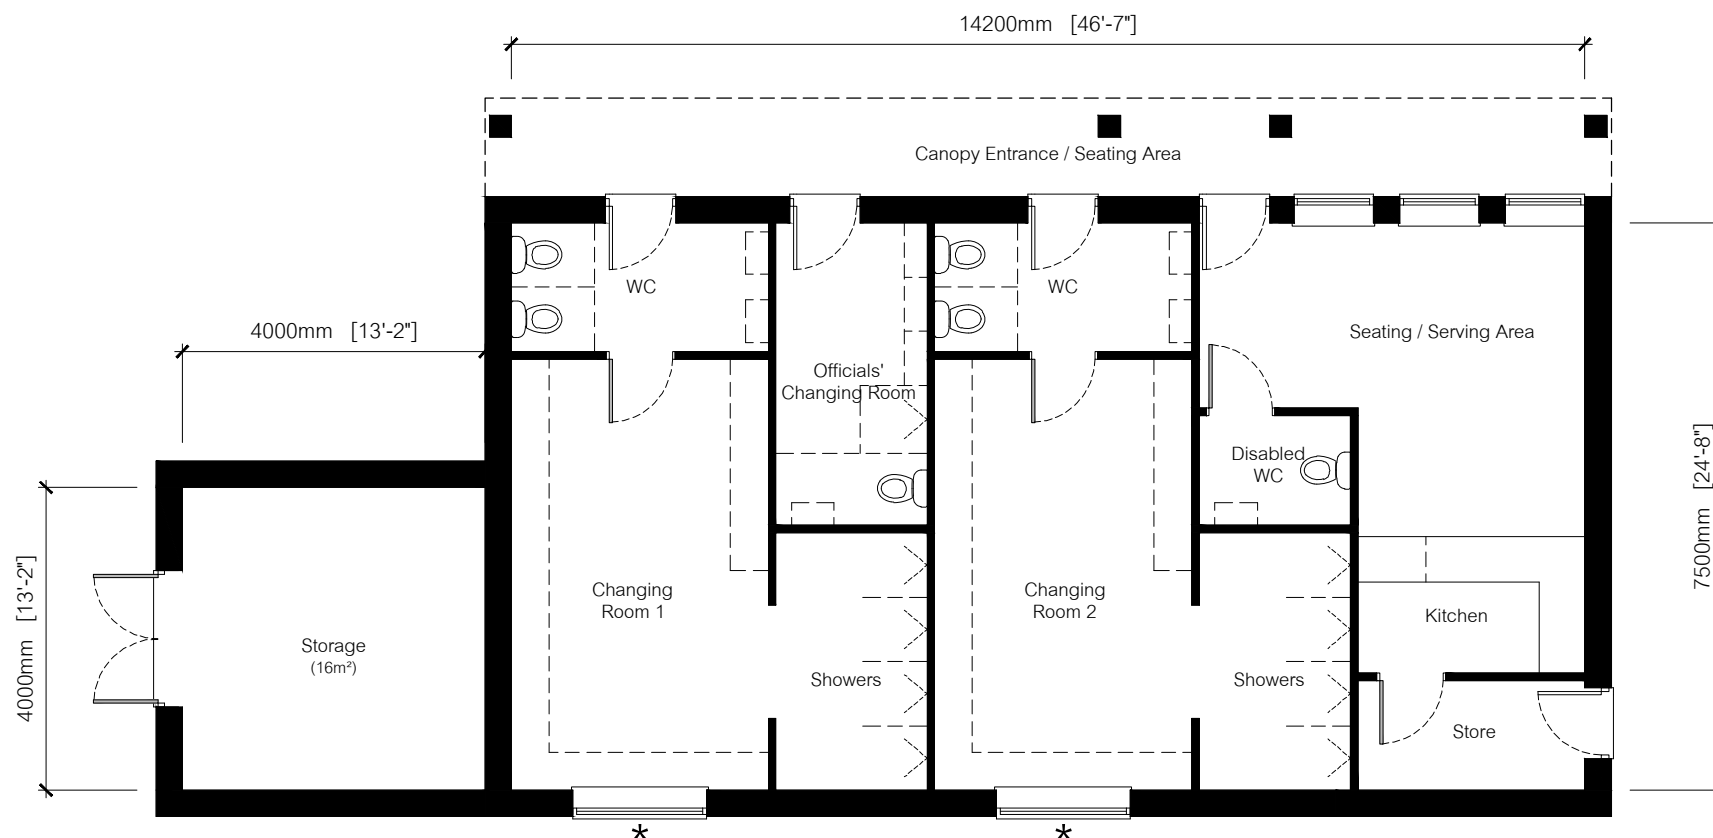 14200mm [46'-7"]
Canopy Entrance / Seating Area
WC
WC
4000mm [13'-2"]
Seating / Serving Area
Officials'
Changing Room
Disabled
WC
7500mm [24'-8"]
4000mm [13'-2"]
Changing
Room 1
Changing
Room 2
Kitchen
Storage
(16m²)
Showers
Showers
Store
*
*